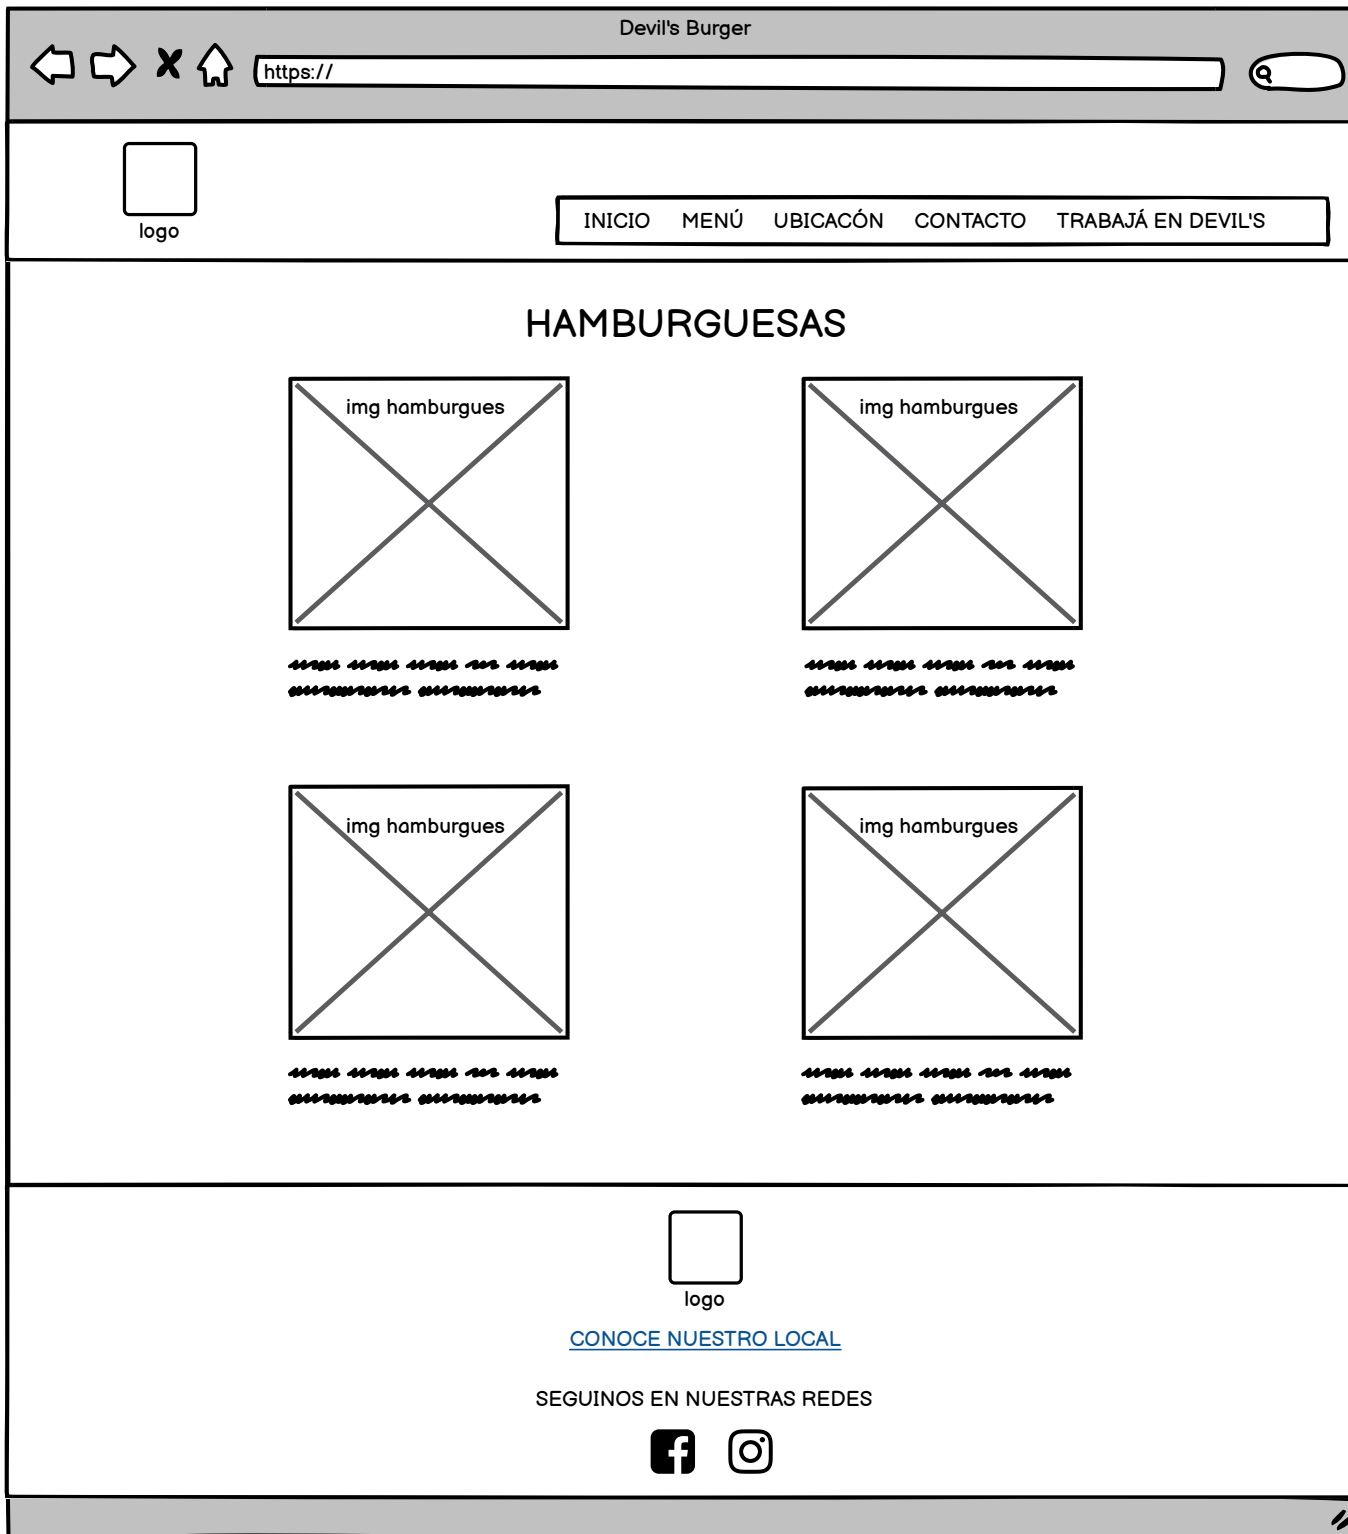 Devil's Burger
https://
logo
INICIO MENÚ UBICACÓN CONTACTO TRABAJÁ EN DEVIL'S
HAMBURGUESAS
img hamburgues img hamburgues
img hamburgues img hamburgues
logo
CONOCE NUESTRO LOCAL
SEGUINOS EN NUESTRAS REDES